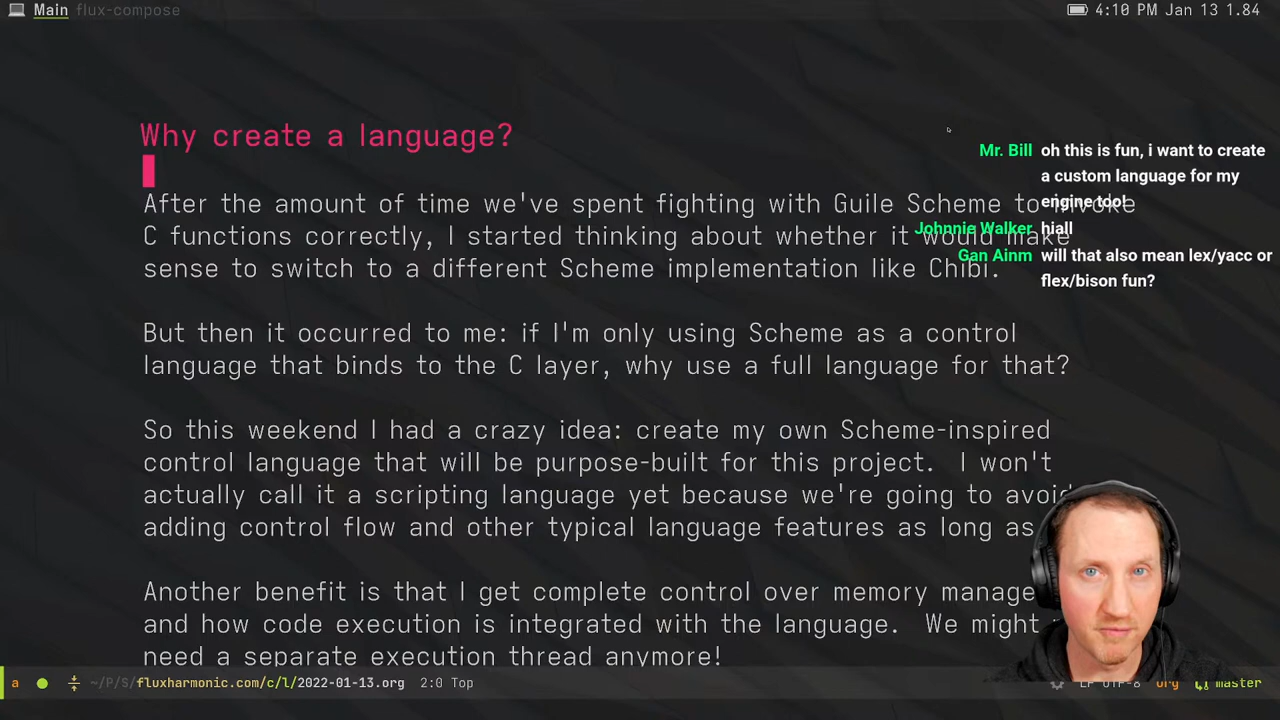 Main flux-compose
4:10 PM Jan 13 1.84
Why create a language?
After the amount of time we've spent fighting with Guile Scheme to invoke
C functions correctly, I started thinking about whether it would make
sense to switch to a different Scheme implementation like Chibi.
But then it occurred to me: if I'm only using Scheme as a control
language that binds to the C layer, why use a full language for that?
So this weekend I had a crazy idea: create my own Scheme-inspired
control language that will be purpose-built for this project. I won't
actually call it a scripting language yet because we're going to avoid
adding control flow and other typical language features as long as
Another benefit is that I get complete control over memory manage
and how code execution is integrated with the language. We might
need a separate execution thread anymore!
Mr. Bill oh this is fun, i want to create
a custom language for my
engine too!
Johnnie Walker hiall
Gan Ainm will that also mean lex/yacc or
flex/bison fun?
a ~/P/S/fluxharmonic.com/c/l/2022-01-13.org 2:0 Top
LF UTF-8 org master